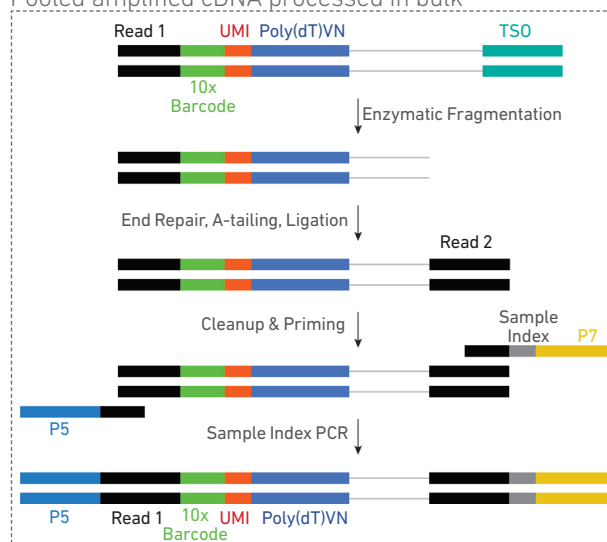 Pooled amplified cDNA processed in bulk
Read 1 UMI Poly(dT)VN TSO
10x
Barcode
Enzymatic Fragmentation
End Repair, A-tailing, Ligation
Read 2
Cleanup & Priming
Sample
Index P7
P5
Sample Index PCR
P5 Read 1 10x UMI Poly(dT)VN
Barcode